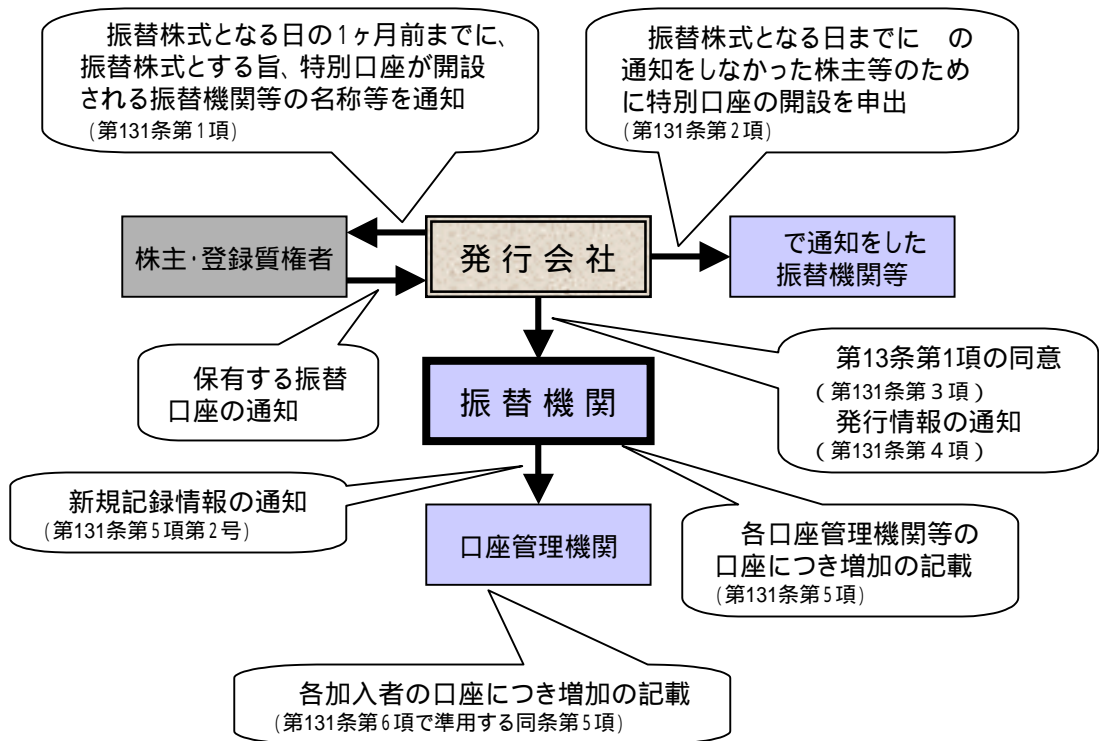 振替株式となる日の1ヶ月前までに、
振替株式とする旨、特別口座が開設
される振替機関等の名称等を通知
(第131条第1項)
振替株式となる日までに の
通知をしなかった株主等のため
に特別口座の開設を申出
(第131条第2項)
株主・登録質権者
発行会社
で通知をした
振替機関等
保有する振替
口座の通知
第13条第1項の同意
(第131条第3項)
発行情報の通知
(第131条第4項)
振替機関
新規記録情報の通知
(第131条第5項第2号)
口座管理機関
各口座管理機関等の
口座につき増加の記載
(第131条第5項)
各加入者の口座につき増加の記載
(第131条第6項で準用する同条第5項)